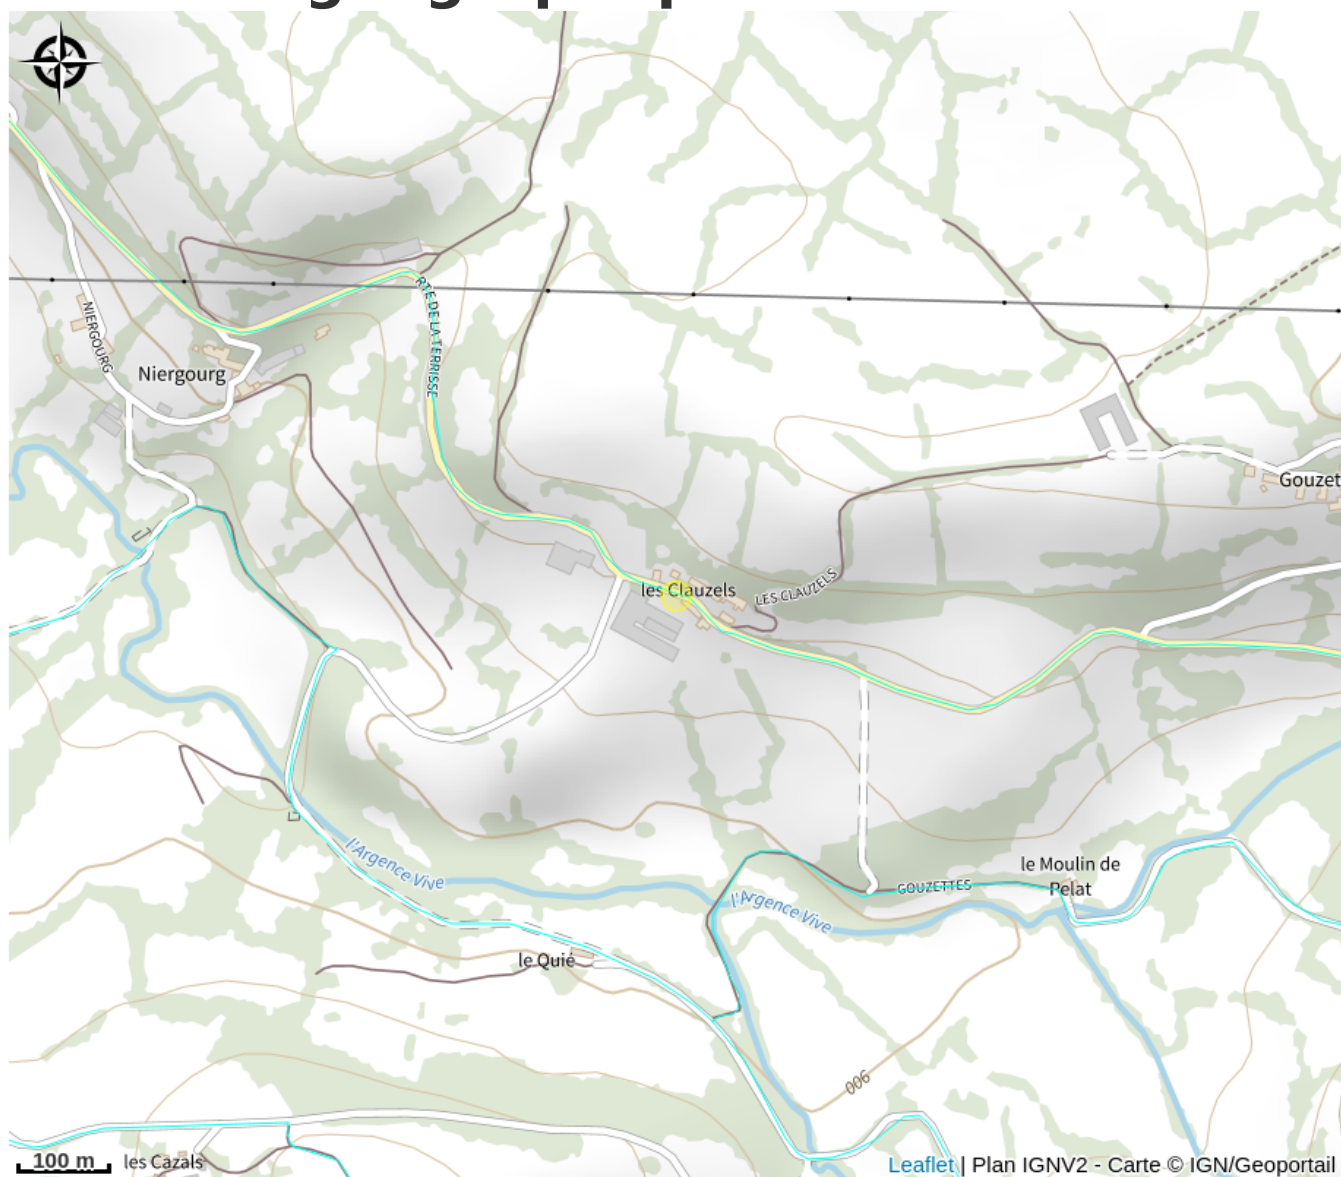 RTE DE LA TERRISSE
NIERGOURG
Niergourg
Gouzet
les Clauzels
LES CLAUZELS
l'Argence Vive
le Moulin de
Pelat
GOUZETTES
l'Argence Vive
le Quié
900
100 m
les Cazals
Leaflet | Plan IGNV2 - Carte © IGN/Geoportail